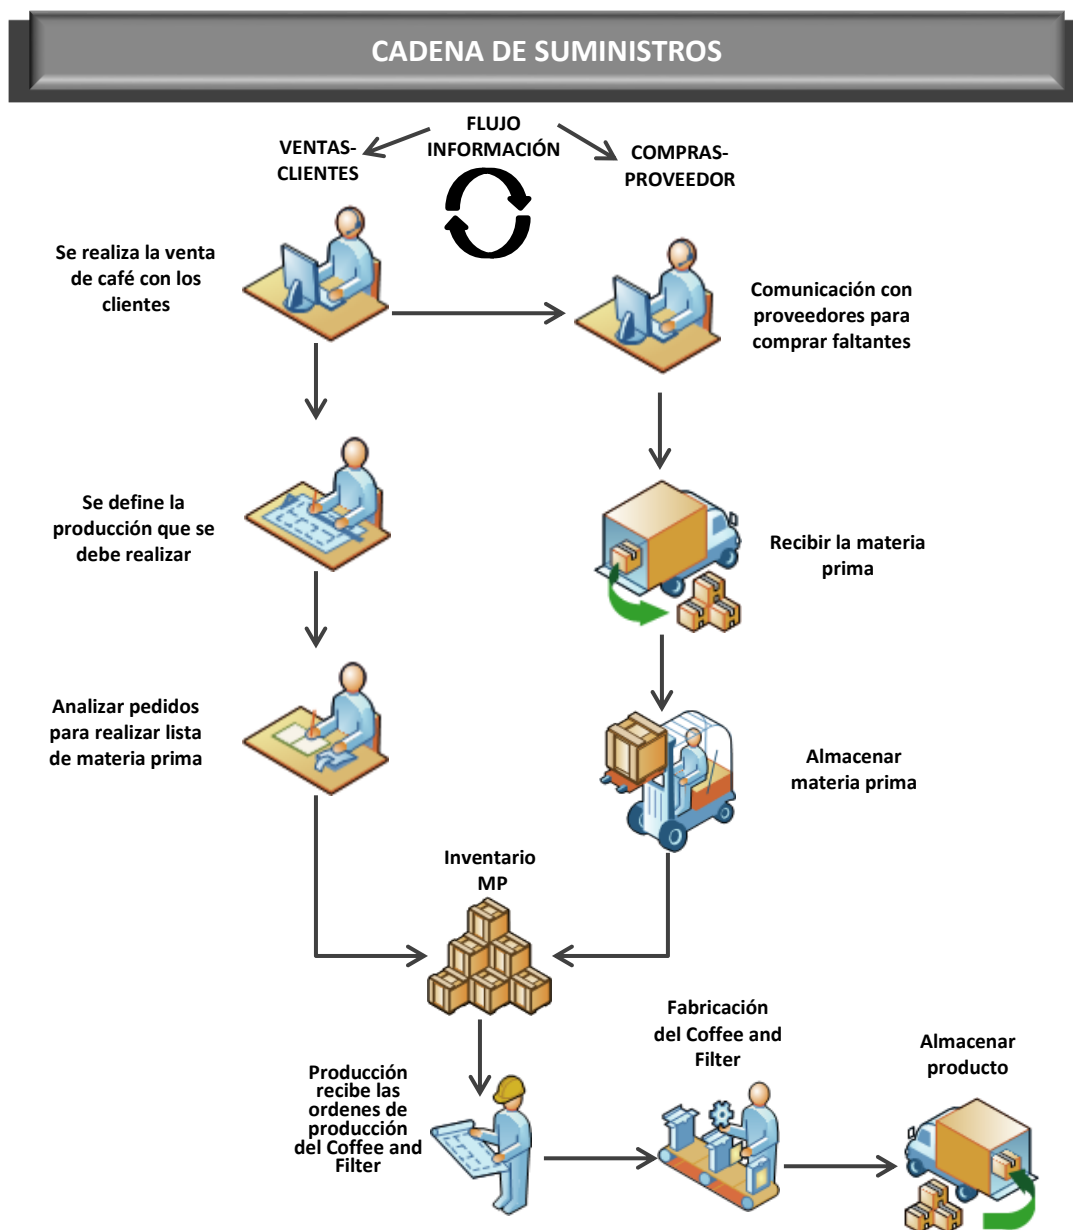 CADENA DE SUMINISTROS
FLUJO
INFORMACIÓN
VENTAS-
CLIENTES
COMPRAS-
PROVEEDOR
Se realiza la venta
de café con los
clientes
Comunicación con
proveedores para
comprar faltantes
Se define la
producción que se
debe realizar
Recibir la materia
prima
Analizar pedidos
para realizar lista
de materia prima
Almacenar
materia prima
Inventario
MP
Producción
recibe las
ordenes de
producción
del Coffee and
Filter
Fabricación
del Coffee and
Filter
Almacenar
producto